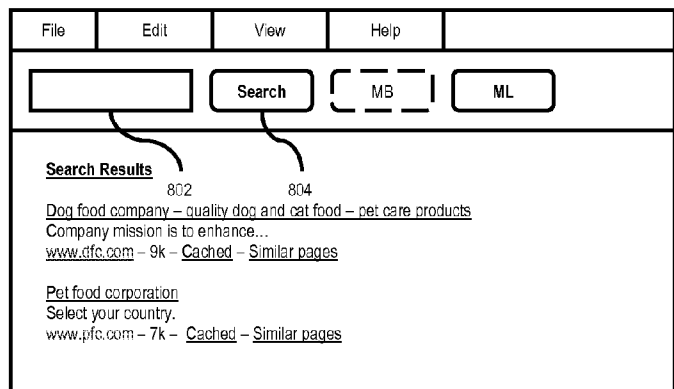 File Edit View Help
Search MB ML
Search Results
802 804
Dog food company – quality dog and cat food – pet care products
Company mission is to enhance...
www.dfc.com – 9k – Cached – Similar pages
Pet food corporation
Select your country.
www.pfc.com – 7k – Cached – Similar pages